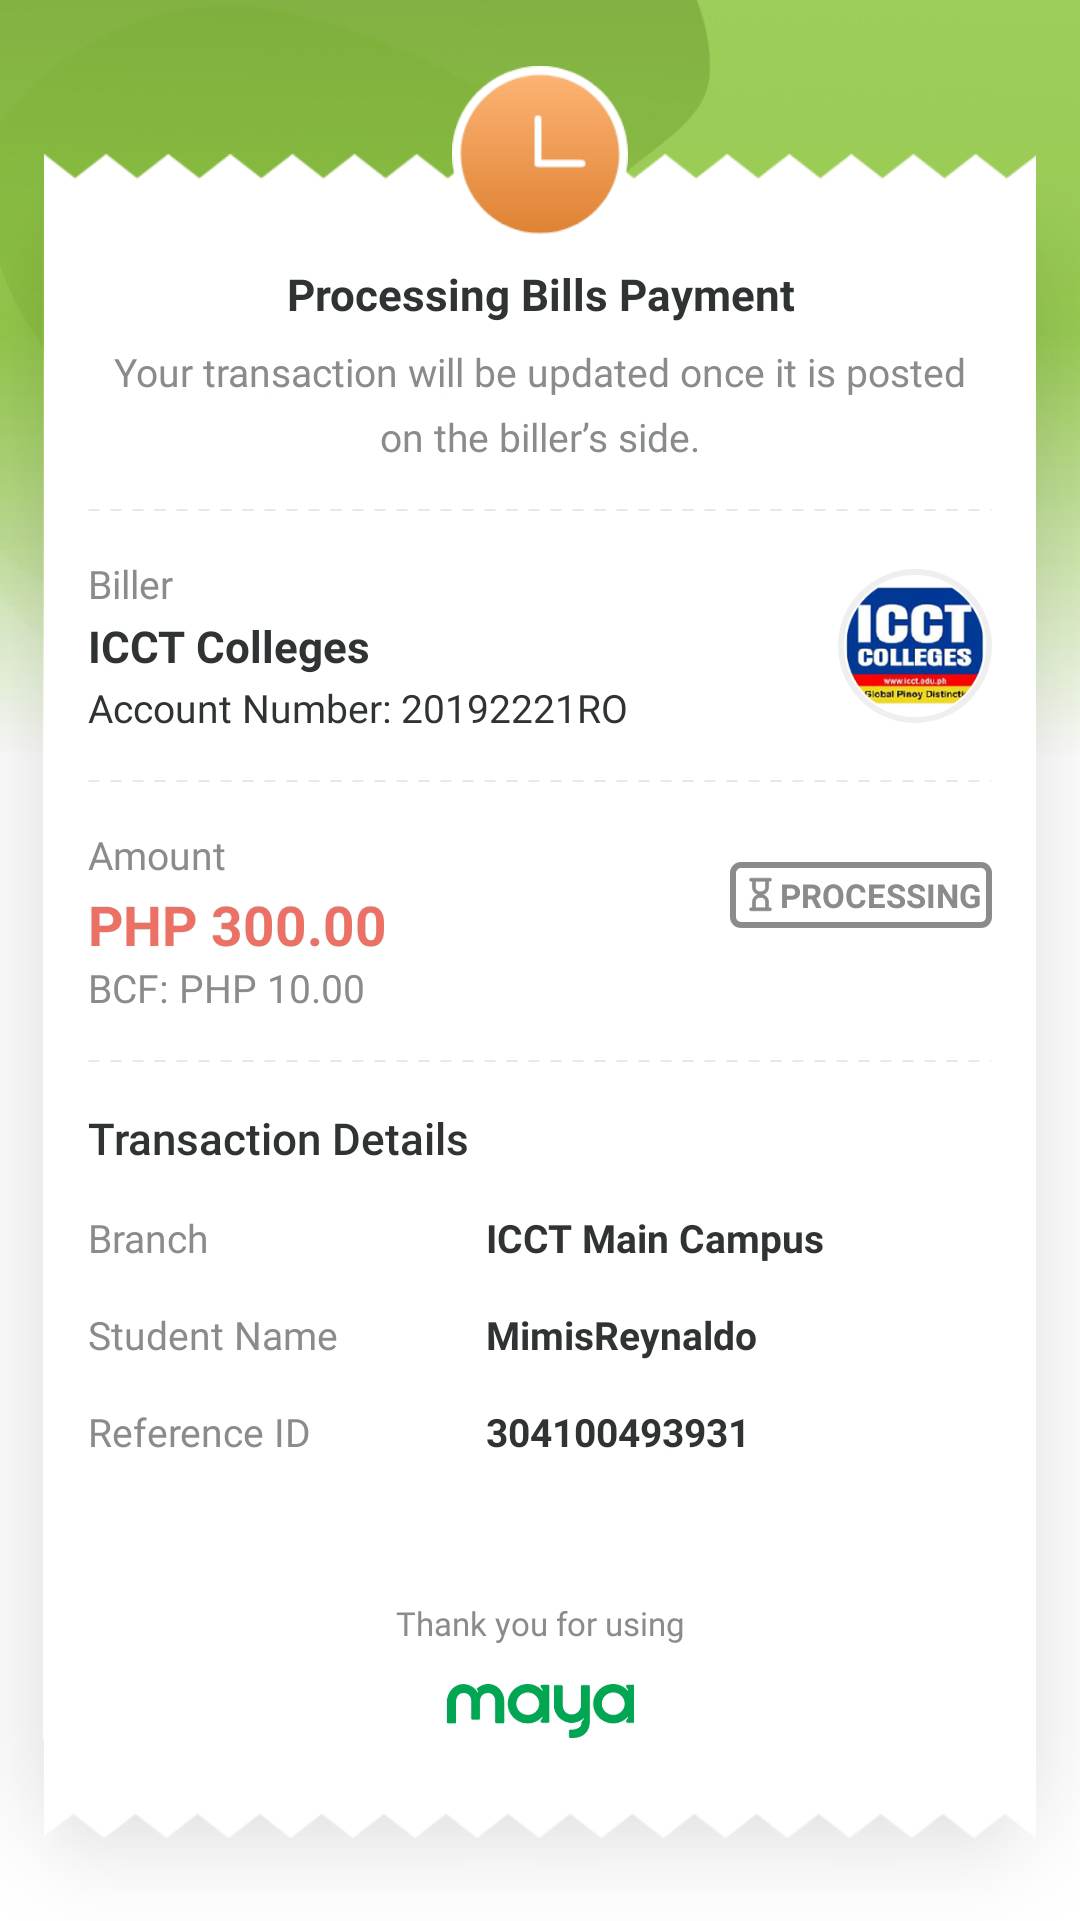 Processing Bills Payment
Your transaction will be updated once it is posted
on the biller’s side.
Biller
ICCT Colleges
Account Number: 20192221RO
ICCT
COLLEGES
www.icct.edu.ph
Global Pinoy
Amount
PHP 300.00
BCF: PHP 10.00
PROCESSING
Transaction Details
Branch ICCT Main Campus
Student Name MimisReynaldo
Reference ID 304100493931
Thank you for using
maya